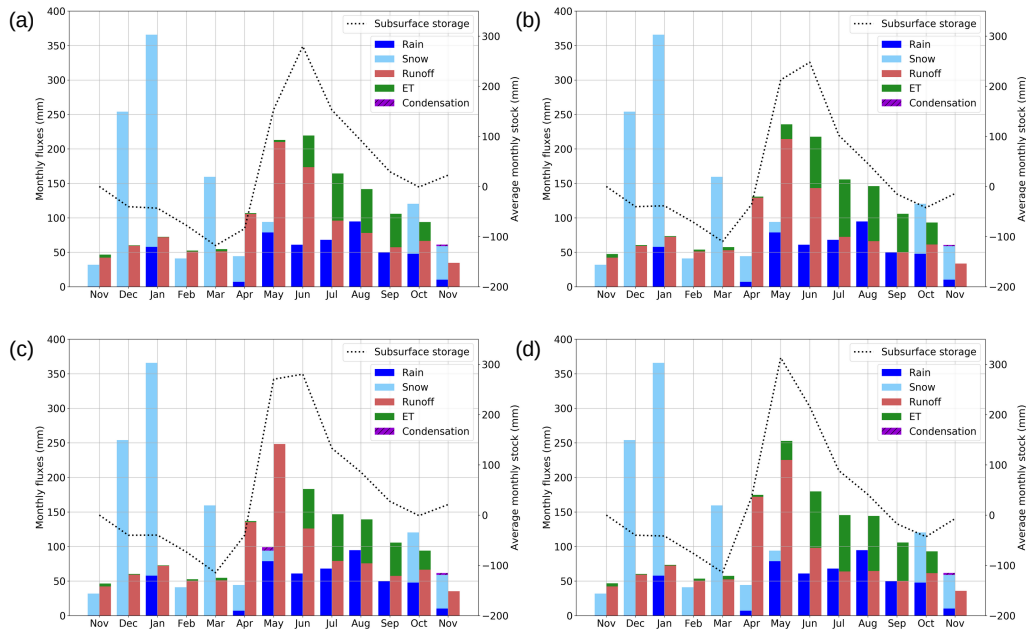 (a)
400
350
300
250
200
150
100
50
0
Monthly fluxes (mm)
Subsurface storage
Rain
Snow
Runoff
ET
Condensation
300
200
100
0
−100
−200
Average monthly stock (mm)
Nov Dec Jan Feb Mar Apr May Jun Jul Aug Sep Oct Nov
(b)
400
350
300
250
200
150
100
50
0
Monthly fluxes (mm)
Subsurface storage
Rain
Snow
Runoff
ET
Condensation
300
200
100
0
−100
−200
Average monthly stock (mm)
Nov Dec Jan Feb Mar Apr May Jun Jul Aug Sep Oct Nov
(c)
400
350
300
250
200
150
100
50
0
Monthly fluxes (mm)
Subsurface storage
Rain
Snow
Runoff
ET
Condensation
300
200
100
0
−100
−200
Average monthly stock (mm)
Nov Dec Jan Feb Mar Apr May Jun Jul Aug Sep Oct Nov
(d)
400
350
300
250
200
150
100
50
0
Monthly fluxes (mm)
Subsurface storage
Rain
Snow
Runoff
ET
Condensation
300
200
100
0
−100
−200
Average monthly stock (mm)
Nov Dec Jan Feb Mar Apr May Jun Jul Aug Sep Oct Nov